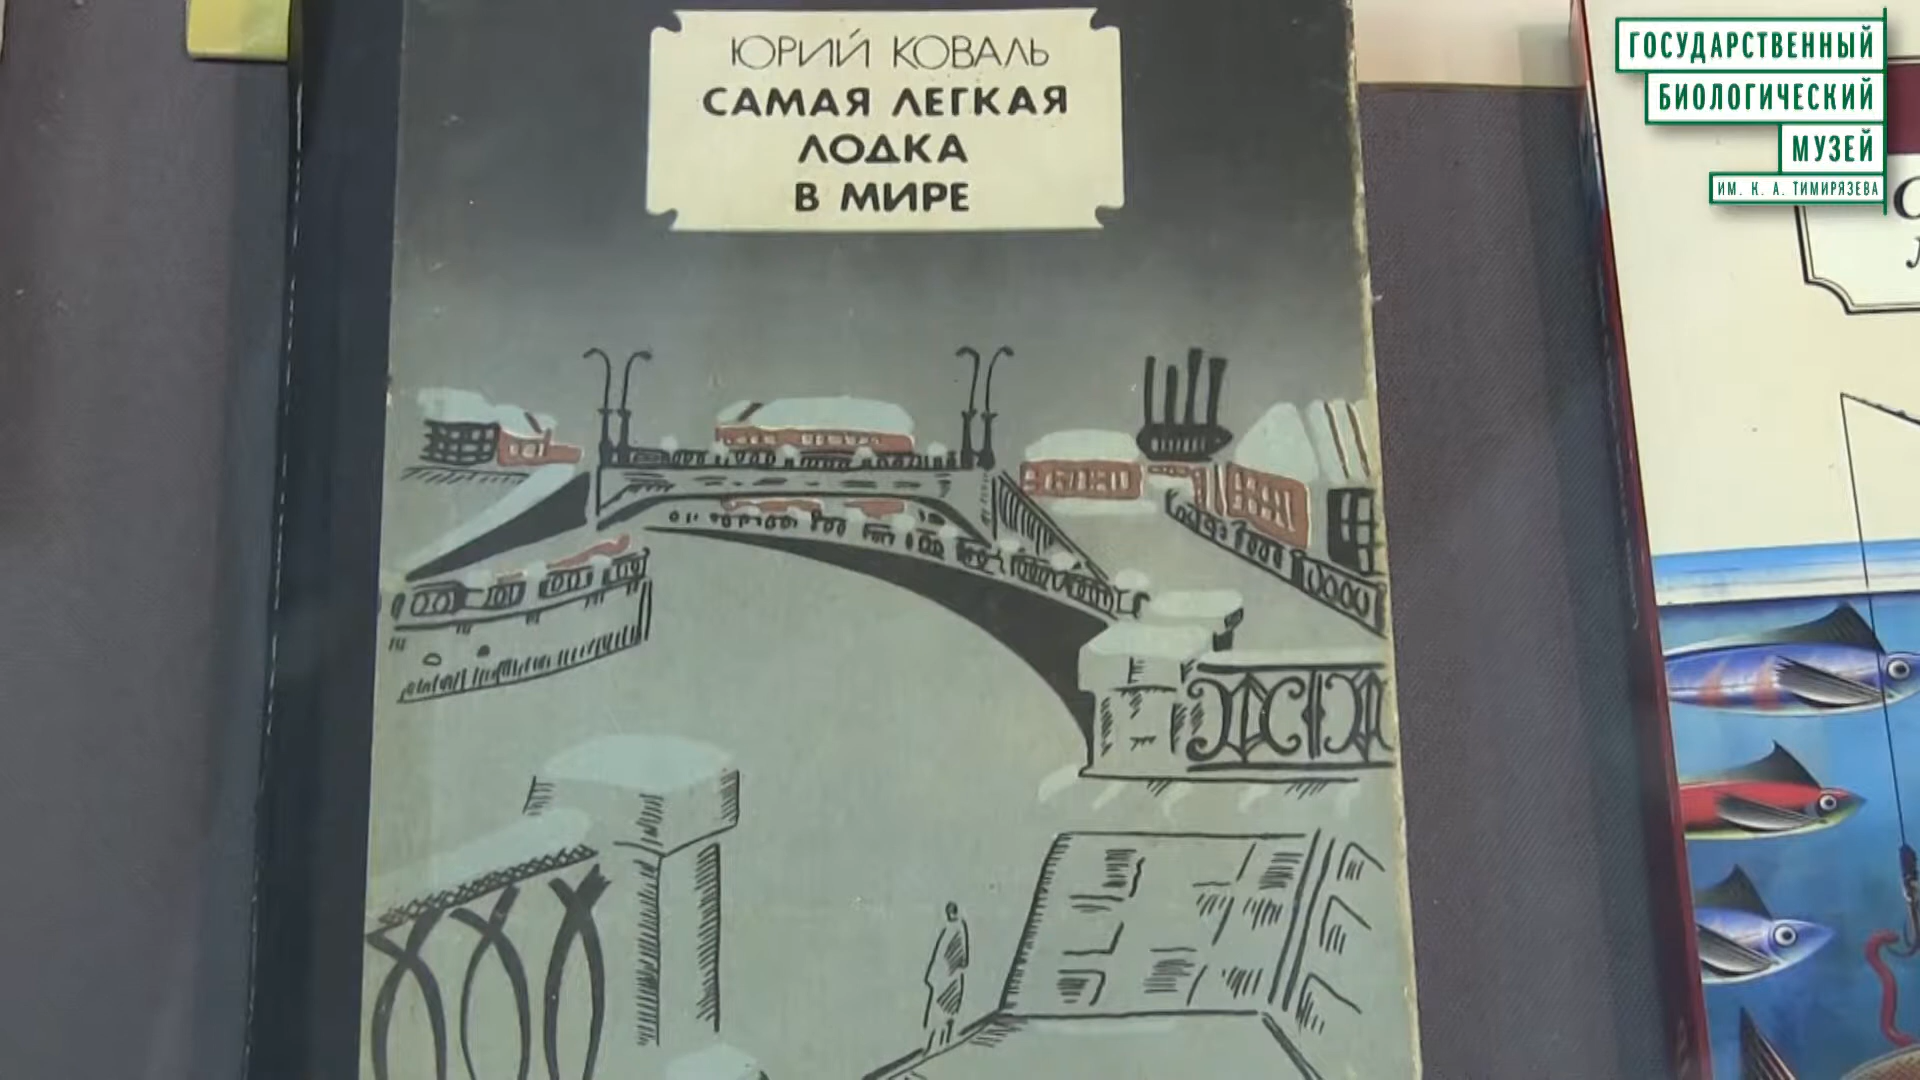 ЮРИЙ КОВАЛЬ
САМАЯ ЛЕГКАЯ
ЛОДКА
В МИРЕ
ГОСУДАРСТВЕННЫЙ
БИОЛОГИЧЕСКИЙ
МУЗЕЙ
ИМ. К. А. ТИМИРЯЗЕВА